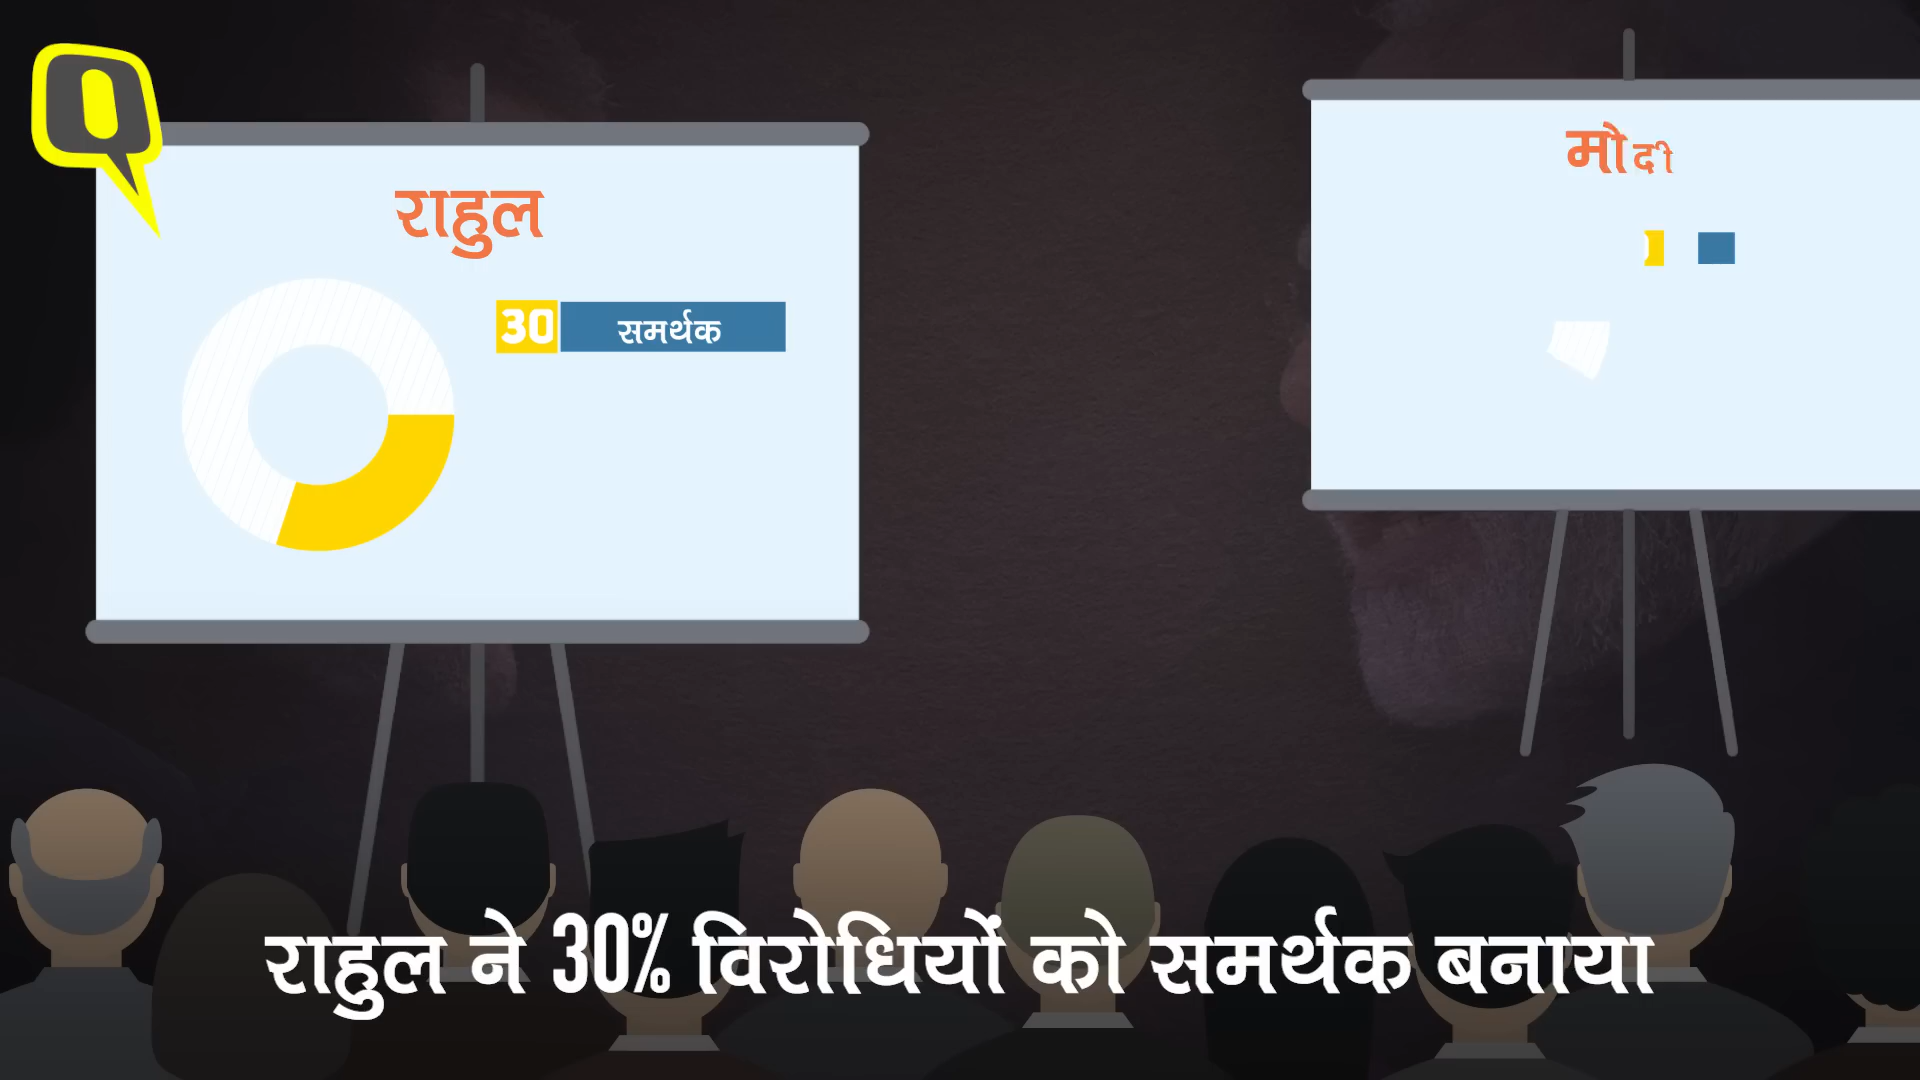 राहुल
30 समर्थक
मोदी
राहुल ने 30% विरोधियों को समर्थक बनाया